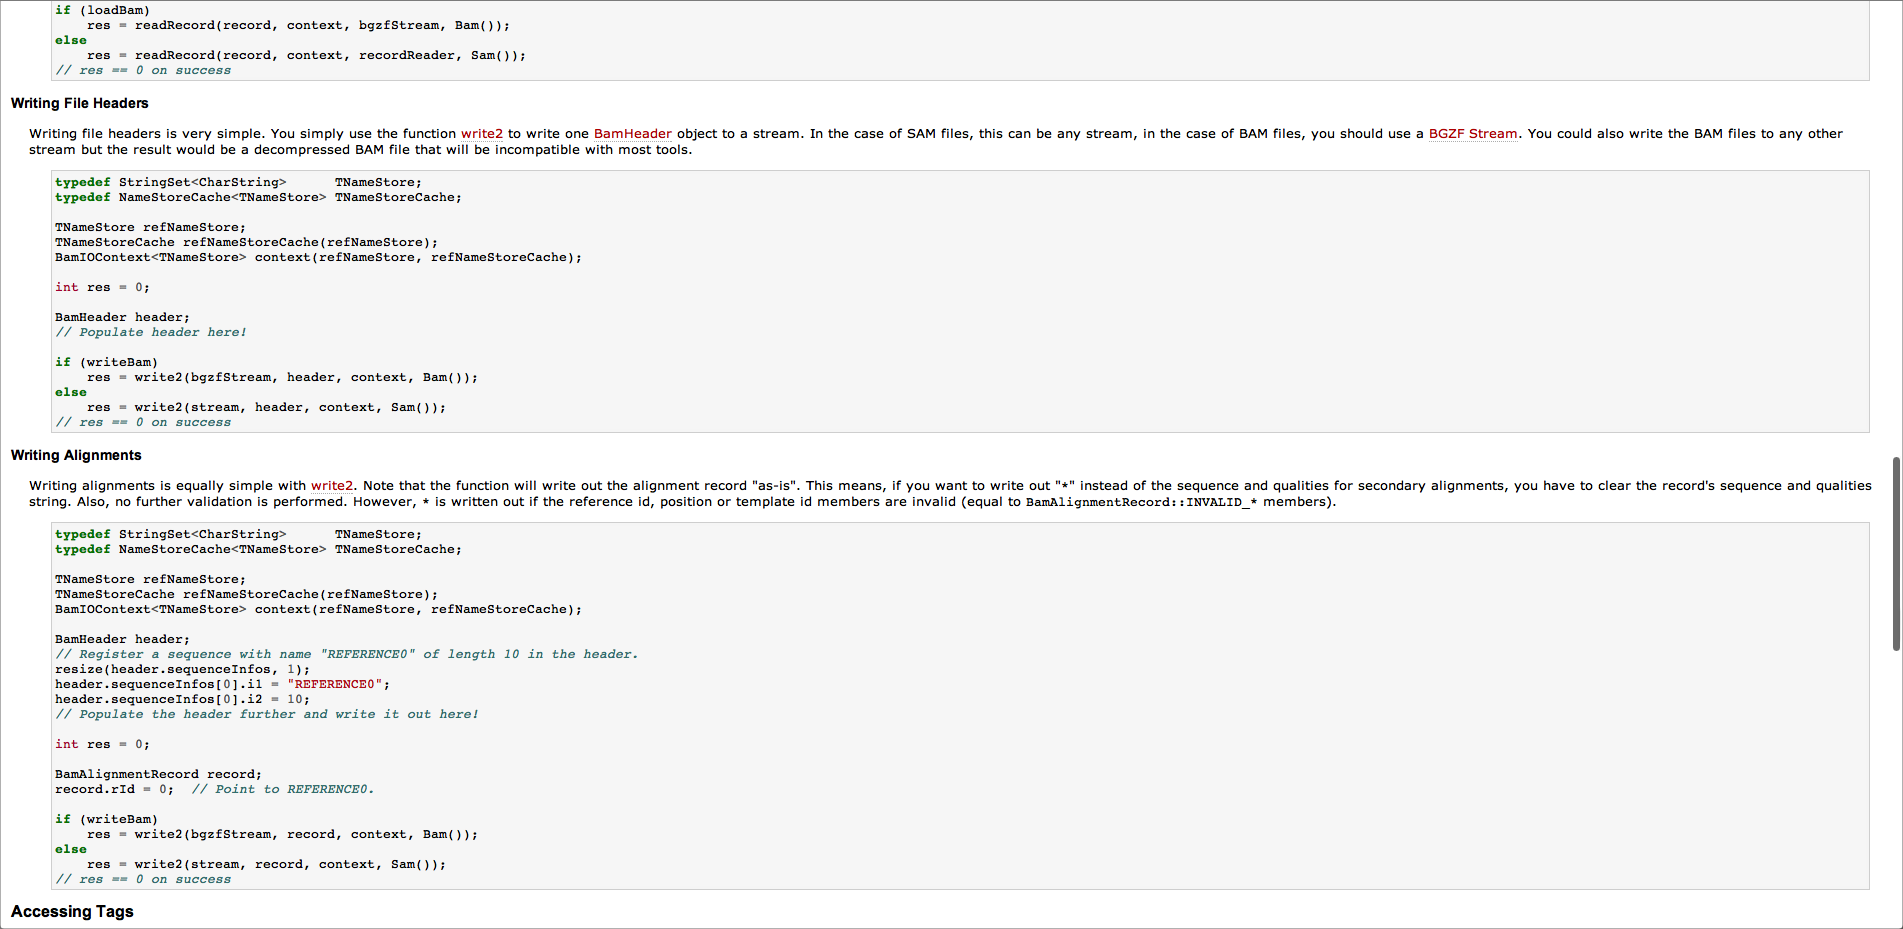 if (loadBam)
    res = readRecord(record, context, bgzfStream, Bam());
else
    res = readRecord(record, context, recordReader, Sam());
// res == 0 on success
Writing File Headers
Writing file headers is very simple. You simply use the function write2 to write one BamHeader object to a stream. In the case of SAM files, this can be any stream, in the case of BAM files, you should use a BGZF Stream. You could also write the BAM files to any other
stream but the result would be a decompressed BAM file that will be incompatible with most tools.
typedef StringSet<CharString>      TNameStore;
typedef NameStoreCache<TNameStore> TNameStoreCache;
TNameStore refNameStore;
TNameStoreCache refNameStoreCache(refNameStore);
BamIOContext<TNameStore> context(refNameStore, refNameStoreCache);
int res = 0;
BamHeader header;
// Populate header here!
if (writeBam)
    res = write2(bgzfStream, header, context, Bam());
else
    res = write2(stream, header, context, Sam());
// res == 0 on success
Writing Alignments
Writing alignments is equally simple with write2. Note that the function will write out the alignment record "as-is". This means, if you want to write out "*" instead of the sequence and qualities for secondary alignments, you have to clear the record's sequence and qualities
string. Also, no further validation is performed. However, * is written out if the reference id, position or template id members are invalid (equal to BamAlignmentRecord::INVALID_* members).
typedef StringSet<CharString>      TNameStore;
typedef NameStoreCache<TNameStore> TNameStoreCache;
TNameStore refNameStore;
TNameStoreCache refNameStoreCache(refNameStore);
BamIOContext<TNameStore> context(refNameStore, refNameStoreCache);
BamHeader header;
// Register a sequence with name "REFERENCE0" of length 10 in the header.
resize(header.sequenceInfos, 1);
header.sequenceInfos[0].i1 = "REFERENCE0";
header.sequenceInfos[0].i2 = 10;
// Populate the header further and write it out here!
int res = 0;
BamAlignmentRecord record;
record.rId = 0;  // Point to REFERENCE0.
if (writeBam)
    res = write2(bgzfStream, record, context, Bam());
else
    res = write2(stream, record, context, Sam());
// res == 0 on success
Accessing Tags